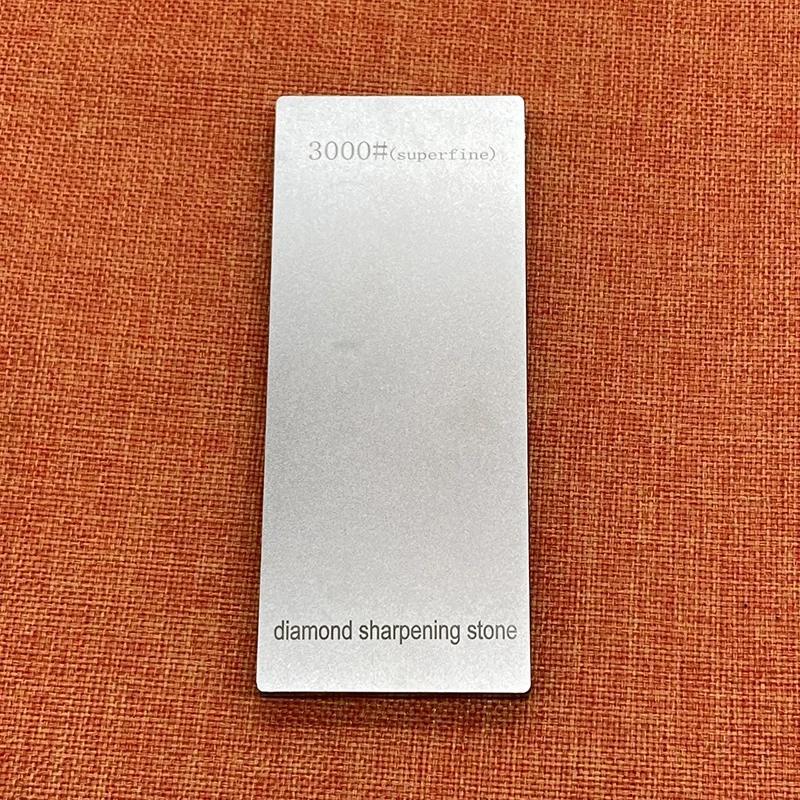 3000#(superfine)
diamond sharpening stone